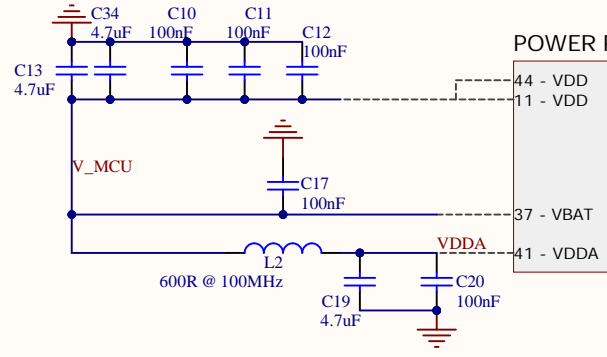 C34
4.7uF
C10
100nF
C11
100nF
C12
100nF
C13
4.7uF
POWER
44 - VDD
11 - VDD
V_MCU
C17
100nF
37 - VBAT
VDDA
41 - VDDA
L2
600R @ 100MHz
C19
4.7uF
C20
100nF